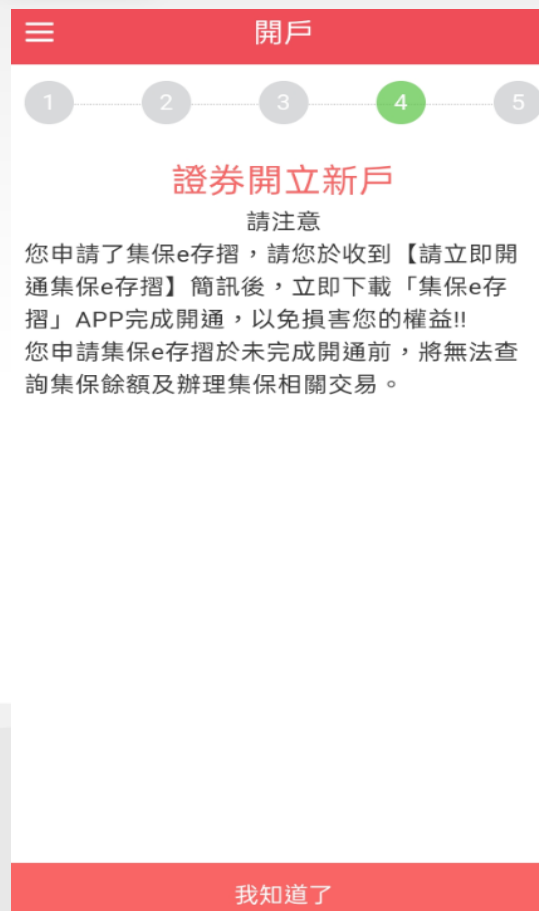 開戶
1 2 3 4 5
證券開立新戶
請注意
您申請了集保e存摺，請您於收到【請立即開
通集保e存摺】簡訊後，立即下載「集保e存
摺」APP完成開通，以免損害您的權益!!
您申請集保e存摺於未完成開通前，將無法查
詢集保餘額及辦理集保相關交易。
我知道了